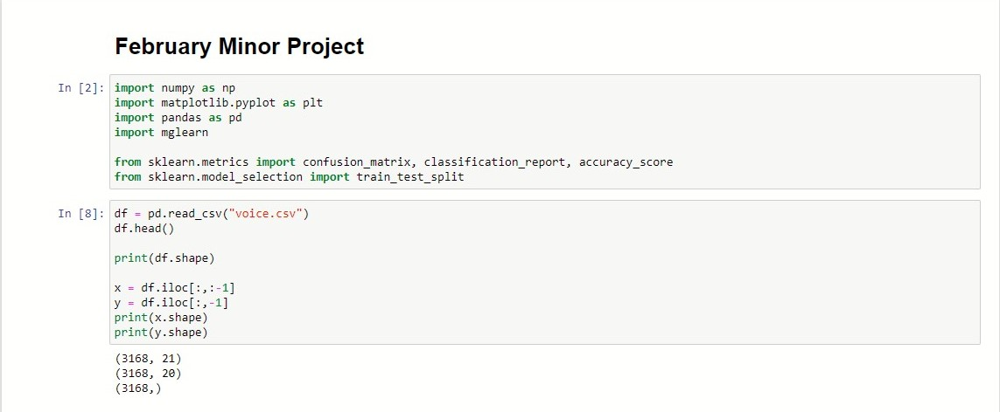 February Minor Project
In [2]: import numpy as np
import matplotlib.pyplot as plt
import pandas as pd
import mglearn
from sklearn.metrics import confusion_matrix, classification_report, accuracy_score
from sklearn.model_selection import train_test_split
In [8]: df = pd.read_csv("voice.csv")
df.head()
print(df.shape)
x = df.iloc[:,:-1]
y = df.iloc[:,-1]
print(x.shape)
print(y.shape)
(3168, 21)
(3168, 20)
(3168,)